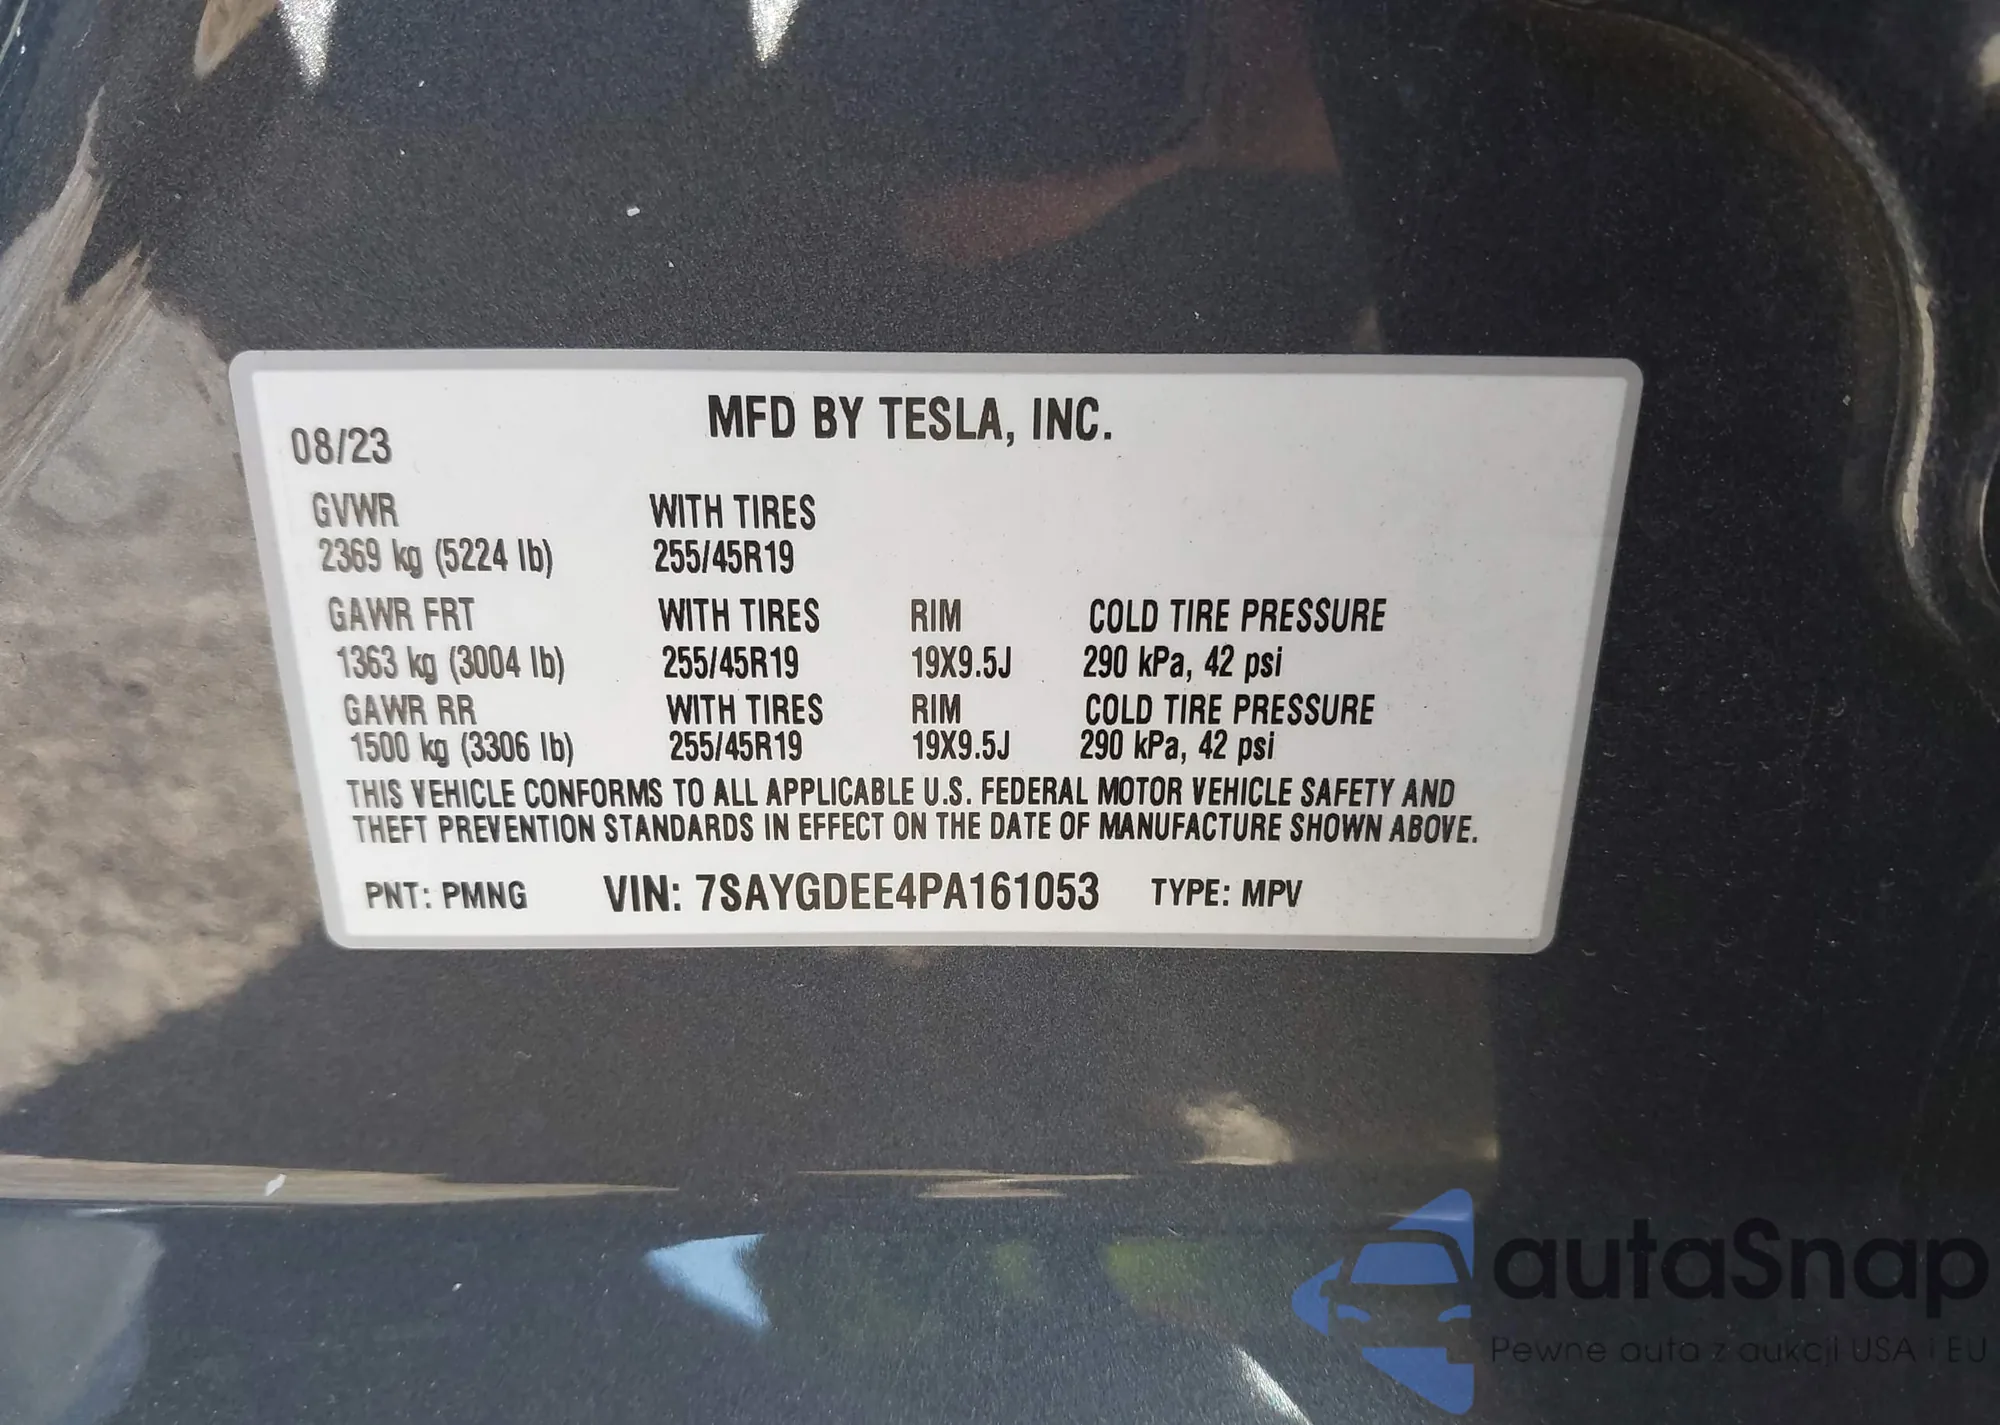 08/23 MFD BY TESLA, INC.
GVWR WITH TIRES
2369 kg (5224 lb) 255/45R19
GAWR FRT WITH TIRES RIM COLD TIRE PRESSURE
1363 kg (3004 lb) 255/45R19 19X9.5J 290 kPa, 42 psi
GAWR RR WITH TIRES RIM COLD TIRE PRESSURE
1500 kg (3306 lb) 255/45R19 19X9.5J 290 kPa, 42 psi
THIS VEHICLE CONFORMS TO ALL APPLICABLE U.S. FEDERAL MOTOR VEHICLE SAFETY AND
THEFT PREVENTION STANDARDS IN EFFECT ON THE DATE OF MANUFACTURE SHOWN ABOVE.
PNT: PMNG VIN: 7SAYGDEE4PA161053 TYPE: MPV
autaSnap
Pewne auta z aukcji USA i EU